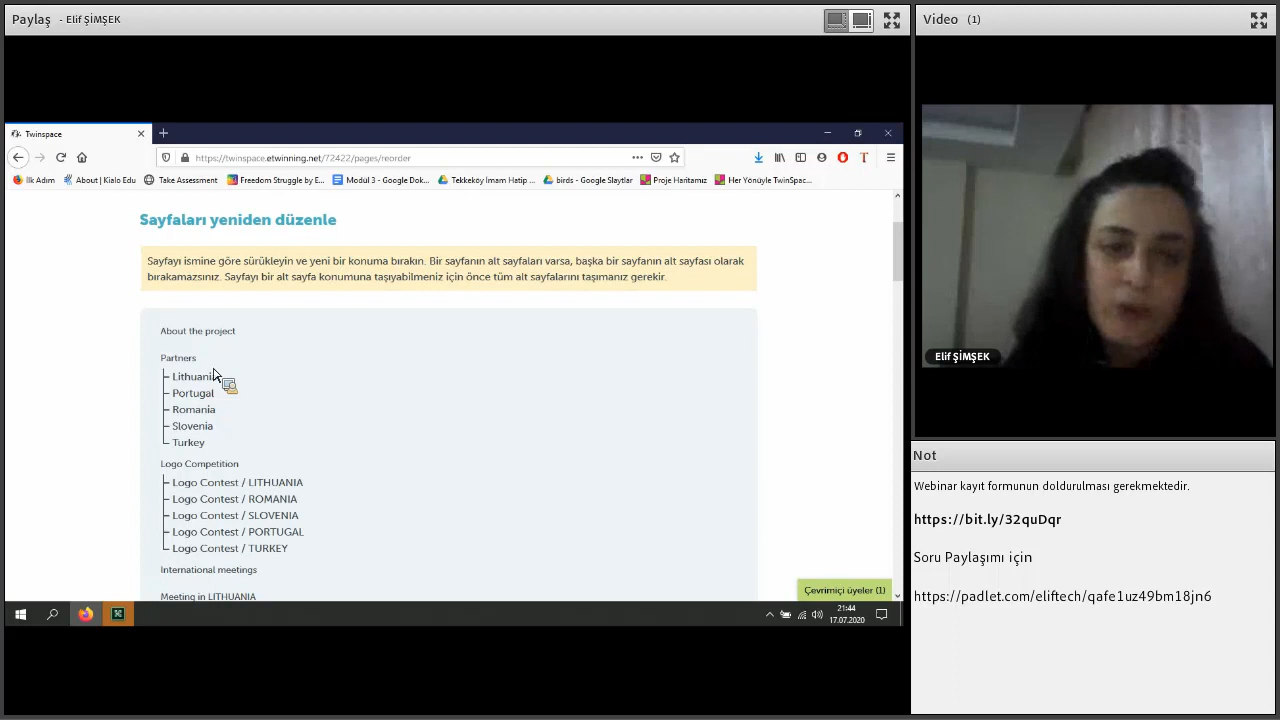 Paylaş - Elif ŞİMŞEK
Video (1)
Twinspace
https://twinspace.etwinning.net/72422/pages/reorder
İlk Adım
About | Kialo Edu
Take Assessment
Freedom Struggle by E...
Modül 3 - Google Dok...
Tekkeköy İmam Hatip ...
birds - Google Slaytlar
Proje Haritamız
Her Yönüyle TwinSpac...
Sayfaları yeniden düzenle
Sayfayı ismine göre sürükleyin ve yeni bir konuma bırakın. Bir sayfanın alt sayfaları varsa, başka bir sayfanın alt sayfası olarak
bırakamazsınız. Sayfayı bir alt sayfa konumuna taşıyabilmeniz için önce tüm alt sayfalarını taşımanız gerekir.
About the project
Partners
Lithuania
Portugal
Romania
Slovenia
Turkey
Logo Competition
Logo Contest / LITHUANIA
Logo Contest / ROMANIA
Logo Contest / SLOVENIA
Logo Contest / PORTUGAL
Logo Contest / TURKEY
International meetings
Meeting in LITHUANIA
Çevrimiçi üyeler (1)
21:44
17.07.2020
Elif ŞİMŞEK
Not
Webinar kayıt formunun doldurulması gerekmektedir.
https://bit.ly/32quDqr
Soru Paylaşımı için
https://padlet.com/eliftech/qafe1uz49bm18jn6